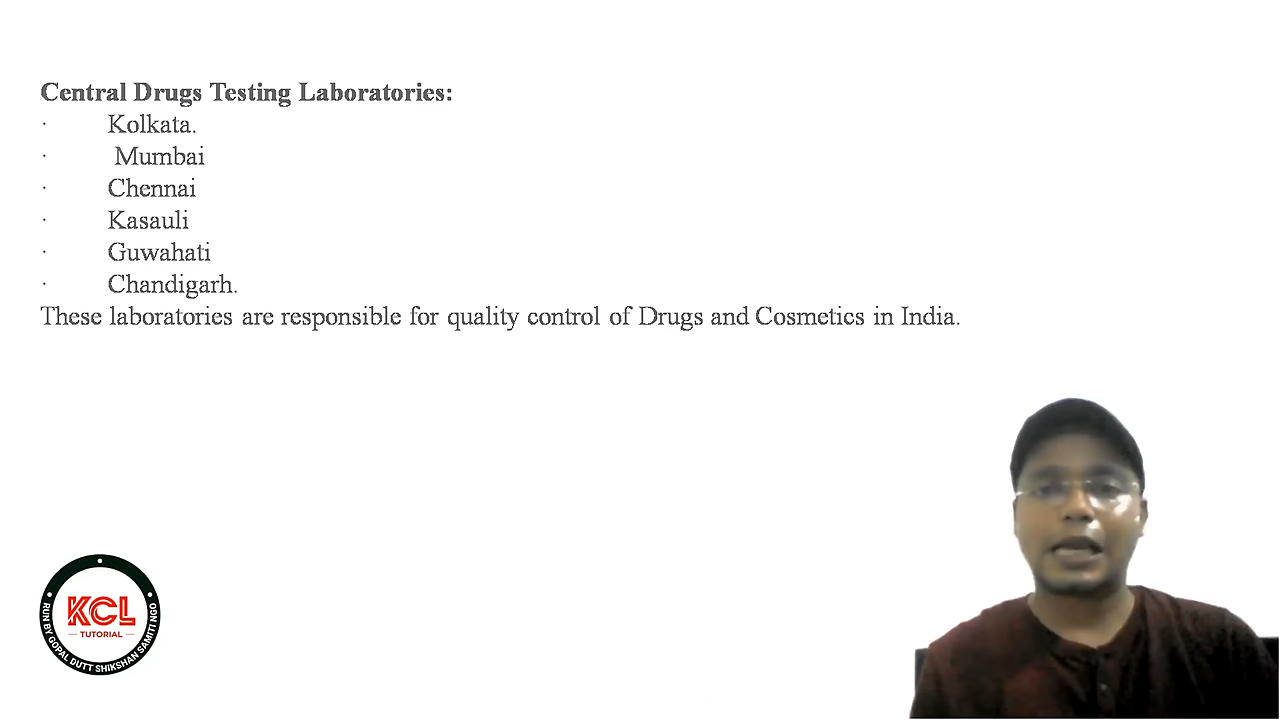 Central Drugs Testing Laboratories:
· Kolkata.
· Mumbai
· Chennai
· Kasauli
· Guwahati
· Chandigarh.
These laboratories are responsible for quality control of Drugs and Cosmetics in India.
KCL
TUTORIAL
RUN BY GOPAL DUTT SHIKSHAN SAMITI NGO